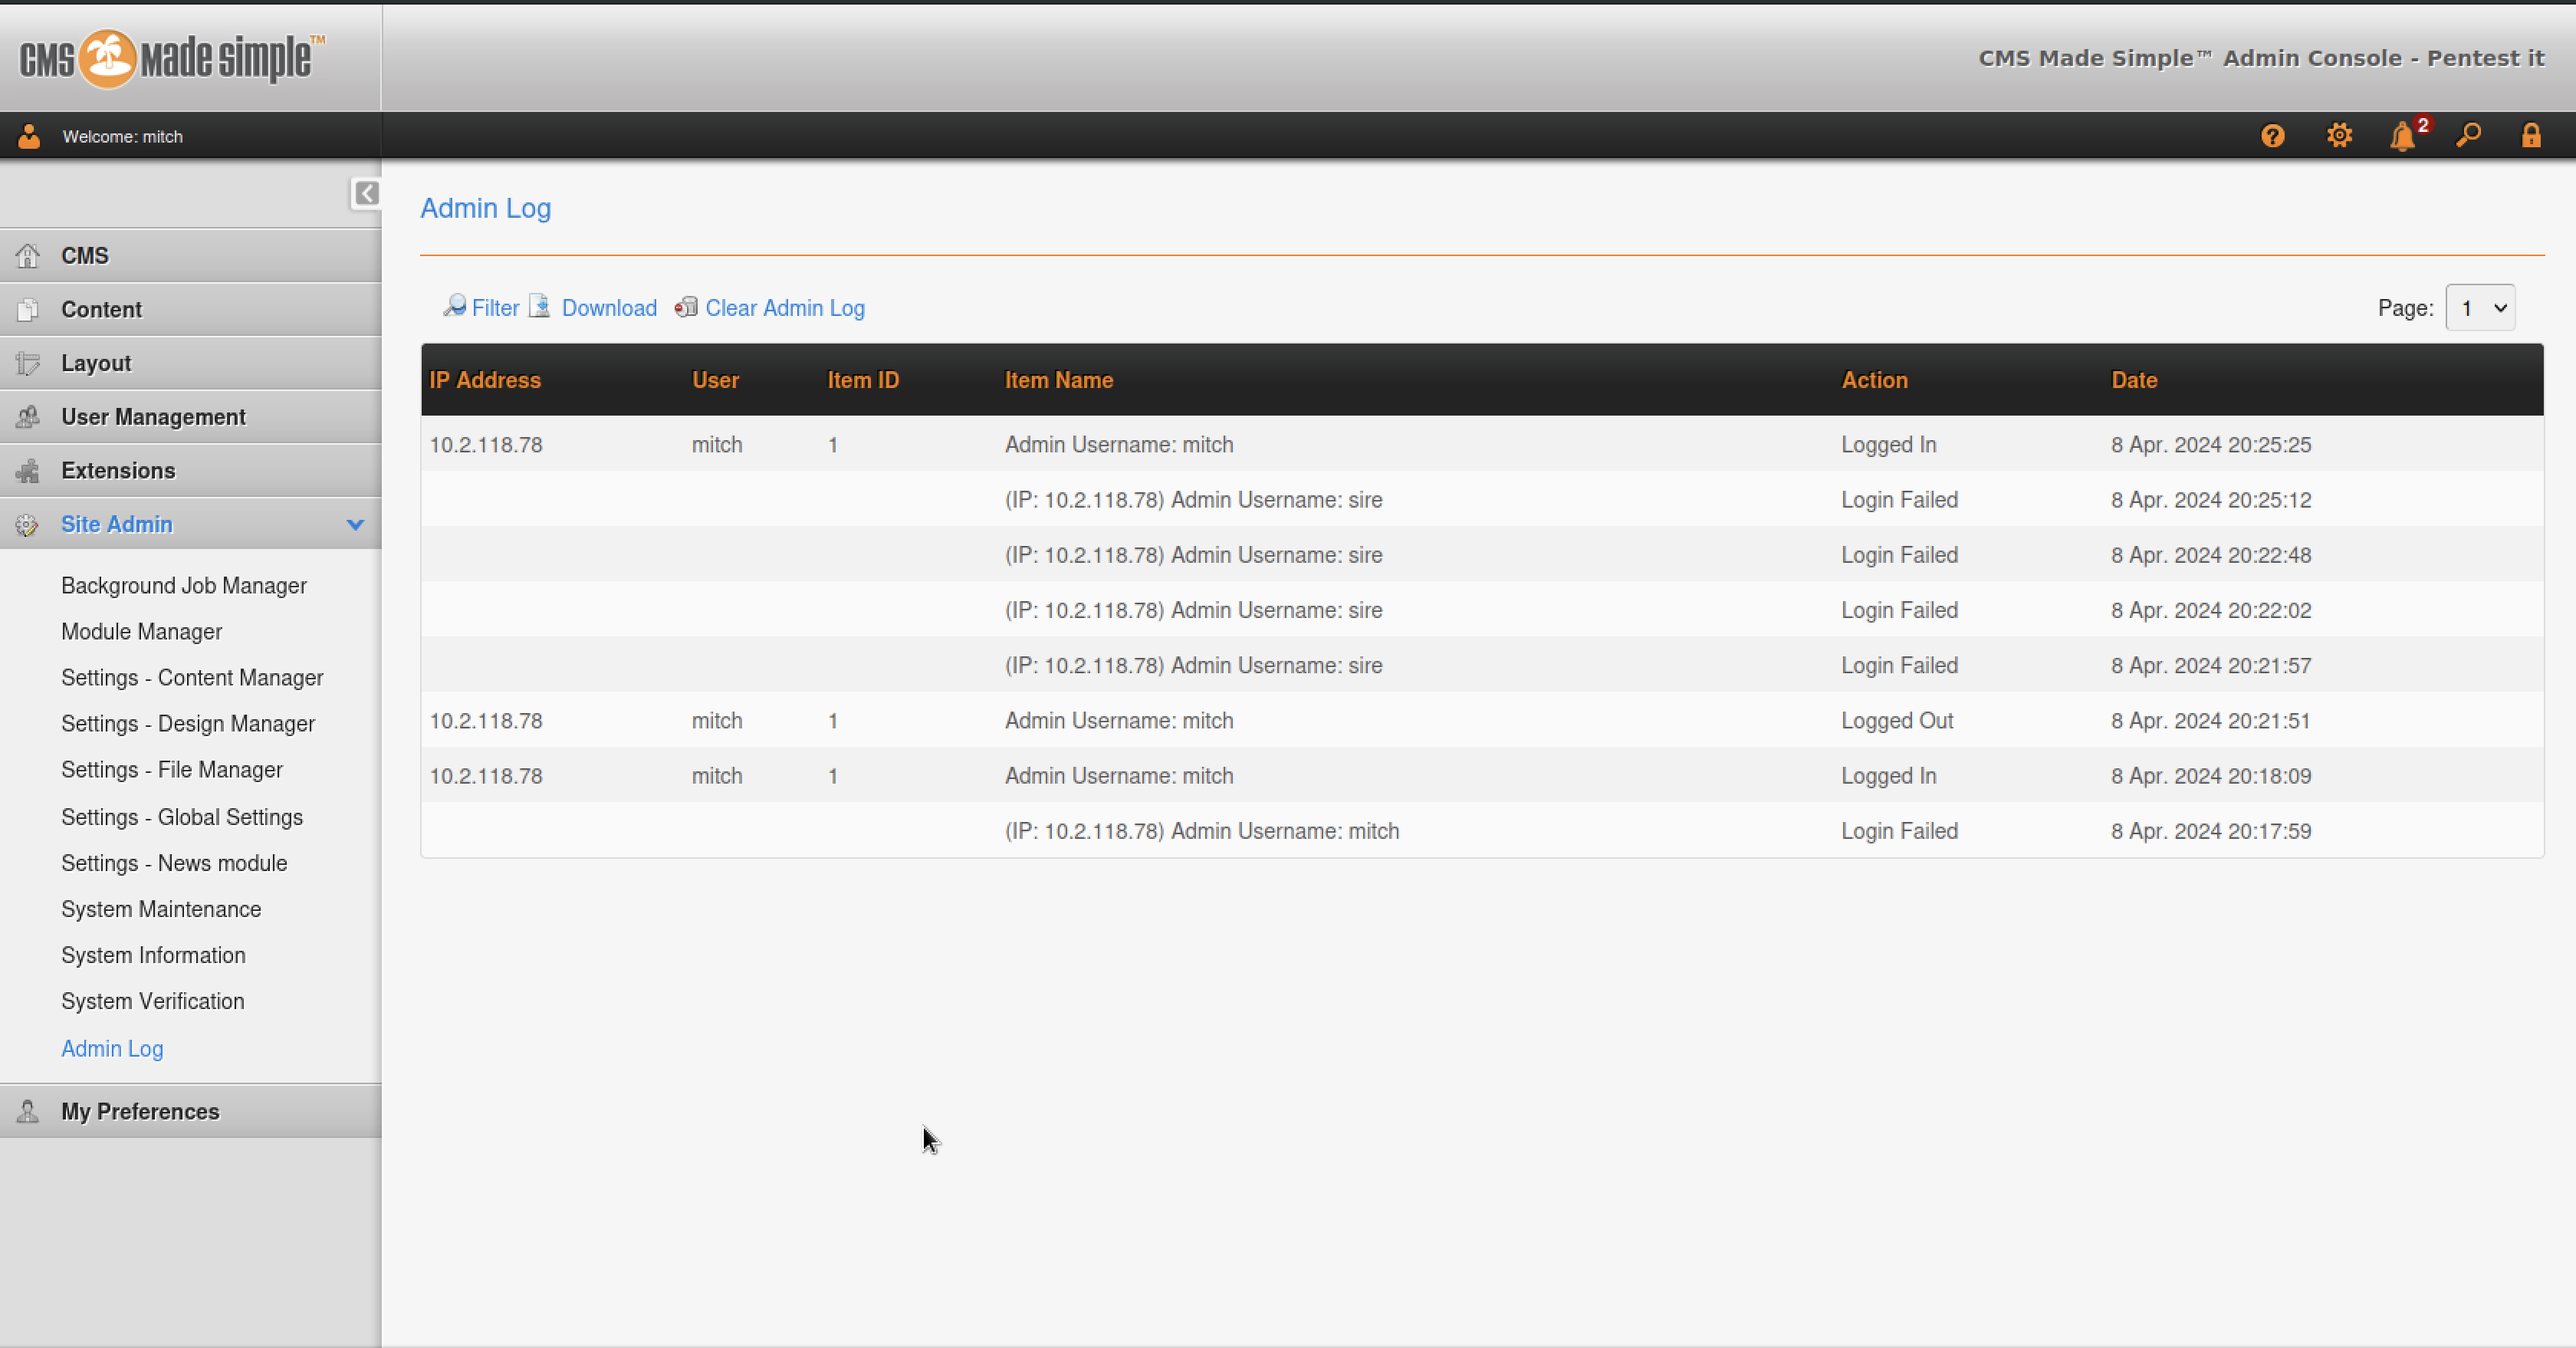 CMS Made simple™
CMS Made Simple™ Admin Console - Pentest it
Welcome: mitch
2
CMS
Content
Layout
User Management
Extensions
Site Admin
Background Job Manager
Module Manager
Settings - Content Manager
Settings - Design Manager
Settings - File Manager
Settings - Global Settings
Settings - News module
System Maintenance
System Information
System Verification
Admin Log
My Preferences
Admin Log
Filter Download Clear Admin Log Page: 1
IP Address User Item ID Item Name Action Date
10.2.118.78 mitch 1 Admin Username: mitch Logged In 8 Apr. 2024 20:25:25
(IP: 10.2.118.78) Admin Username: sire Login Failed 8 Apr. 2024 20:25:12
(IP: 10.2.118.78) Admin Username: sire Login Failed 8 Apr. 2024 20:22:48
(IP: 10.2.118.78) Admin Username: sire Login Failed 8 Apr. 2024 20:22:02
(IP: 10.2.118.78) Admin Username: sire Login Failed 8 Apr. 2024 20:21:57
10.2.118.78 mitch 1 Admin Username: mitch Logged Out 8 Apr. 2024 20:21:51
10.2.118.78 mitch 1 Admin Username: mitch Logged In 8 Apr. 2024 20:18:09
(IP: 10.2.118.78) Admin Username: mitch Login Failed 8 Apr. 2024 20:17:59